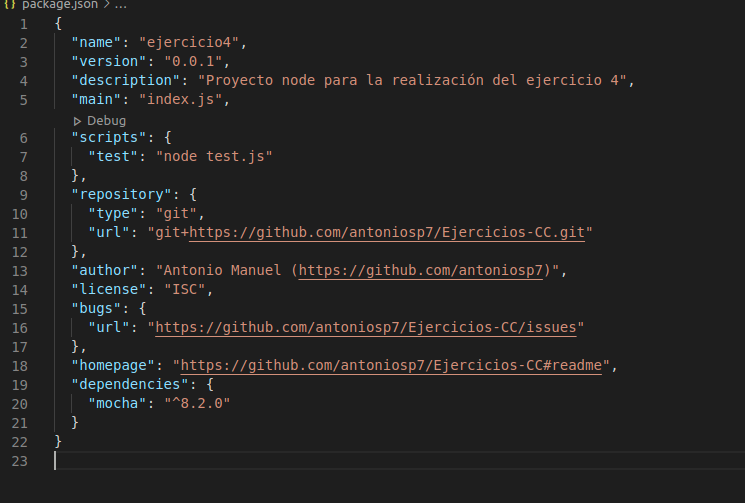 {} package.json > ...
1 {
2 "name": "ejercicio4",
3 "version": "0.0.1",
4 "description": "Proyecto node para la realización del ejercicio 4",
5 "main": "index.js",
▷ Debug
6 "scripts": {
7 "test": "node test.js"
8 },
9 "repository": {
10 "type": "git",
11 "url": "git+https://github.com/antoniosp7/Ejercicios-CC.git"
12 },
13 "author": "Antonio Manuel (https://github.com/antoniosp7)",
14 "license": "ISC",
15 "bugs": {
16 "url": "https://github.com/antoniosp7/Ejercicios-CC/issues"
17 },
18 "homepage": "https://github.com/antoniosp7/Ejercicios-CC#readme",
19 "dependencies": {
20 "mocha": "^8.2.0"
21 }
22 }
23